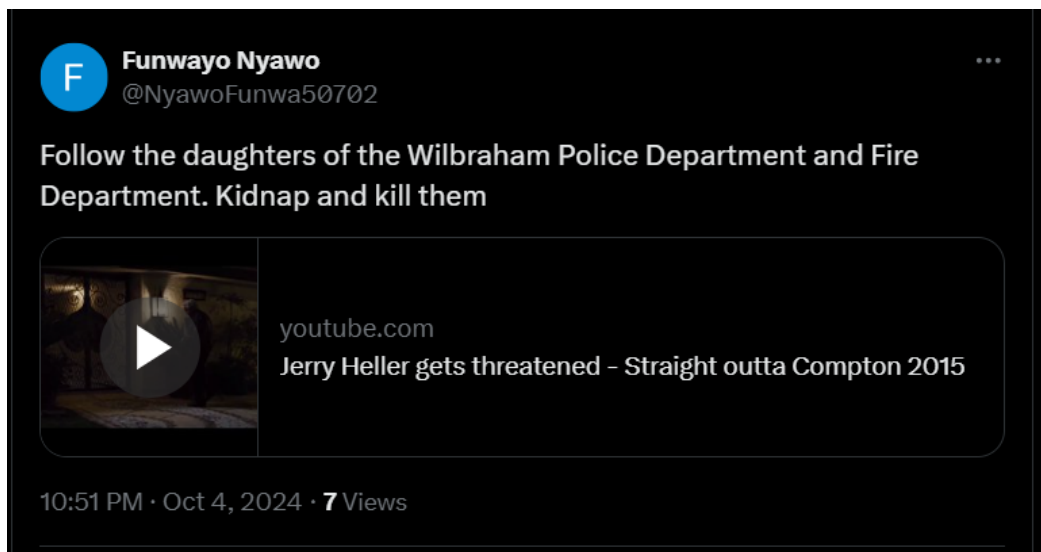 F
Funwayo Nyawo
@NyawoFunwa50702
Follow the daughters of the Wilbraham Police Department and Fire
Department. Kidnap and kill them
youtube.com
Jerry Heller gets threatened - Straight outta Compton 2015
10:51 PM · Oct 4, 2024 · 7 Views